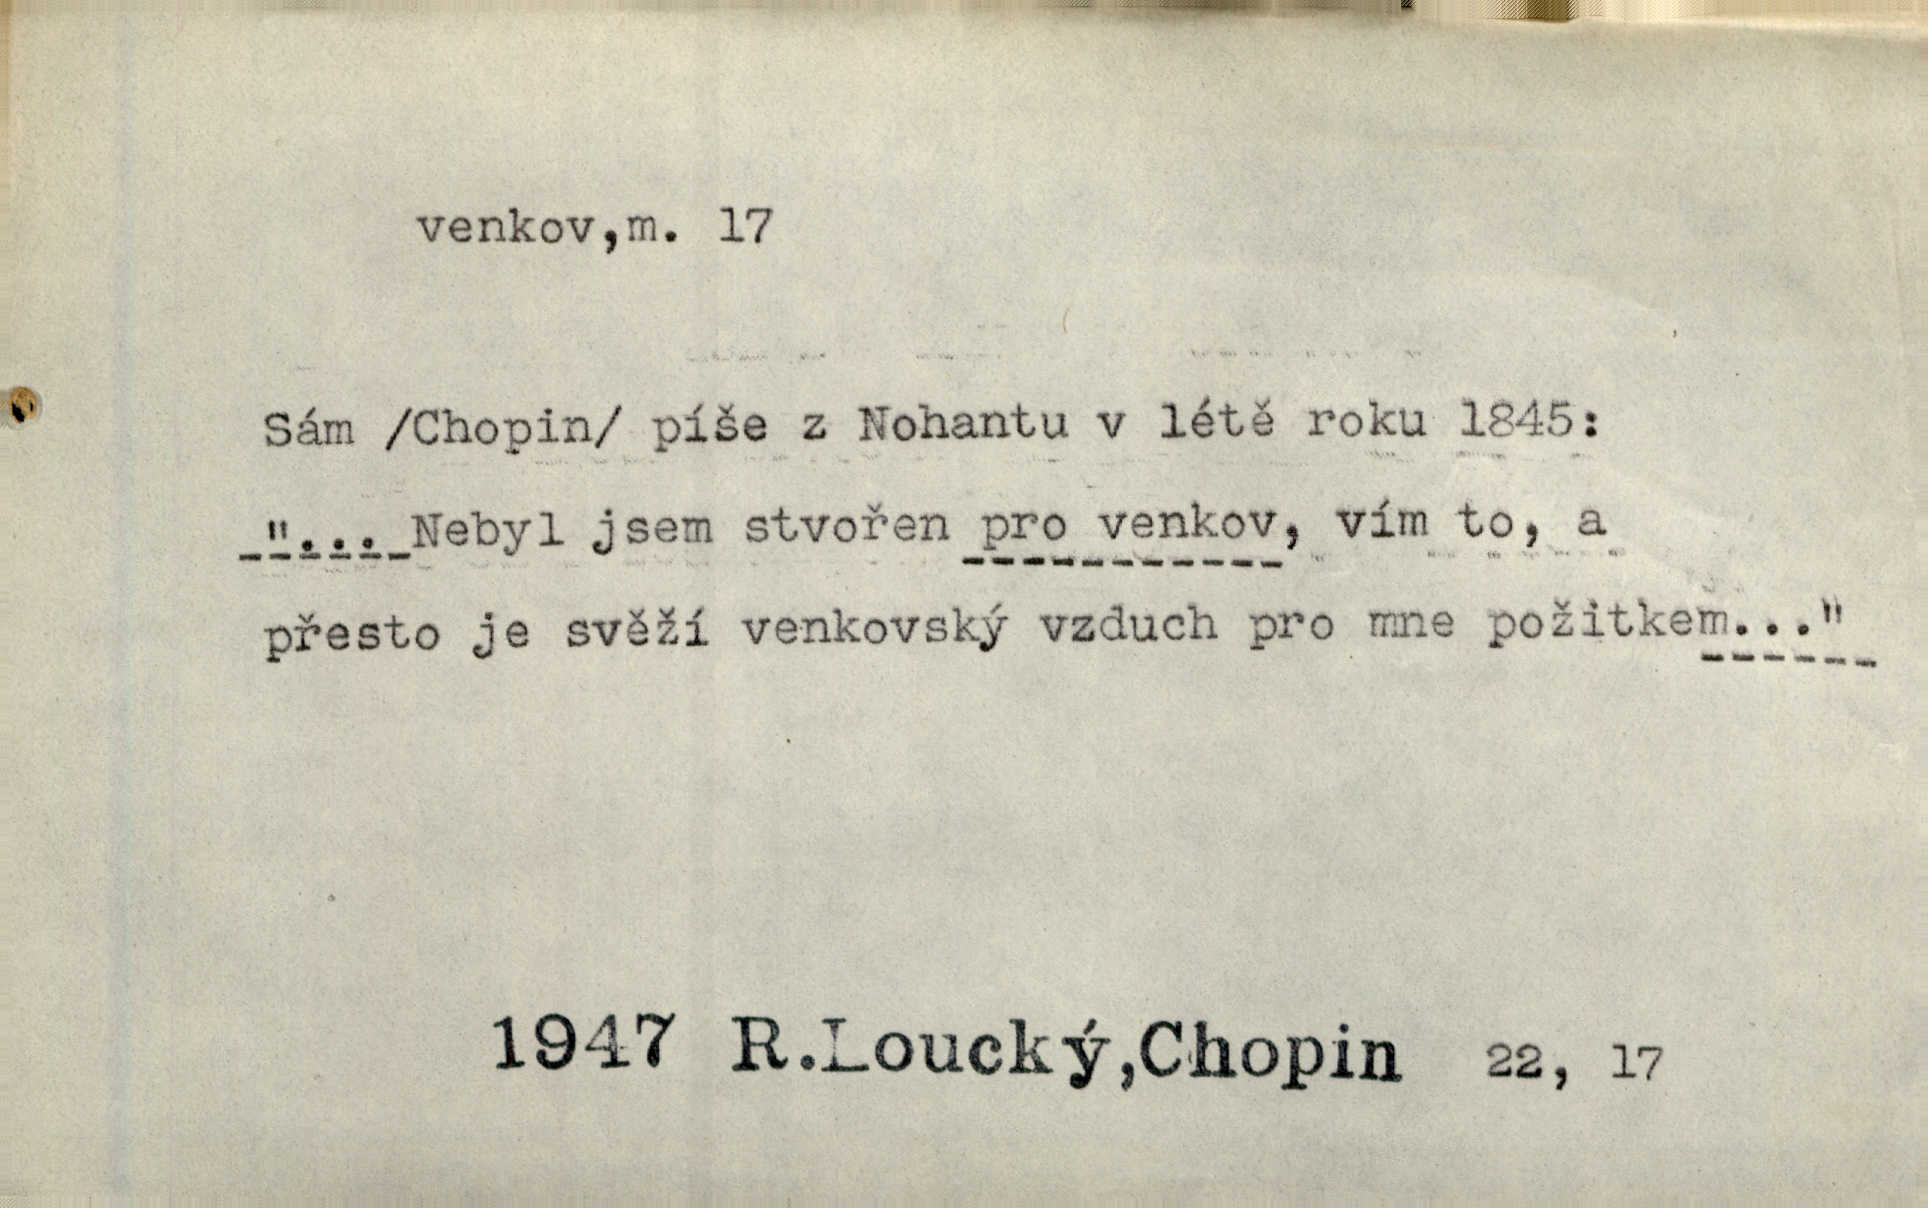 venkov,m. 17
Sám /Chopin/ píše z Nohantu v létě roku 1845:
"... Nebyl jsem stvořen pro venkov, vím to, a
přesto je svěží venkovský vzduch pro mne požitkem..."
1947 R.Loucký,Chopin 22, 17